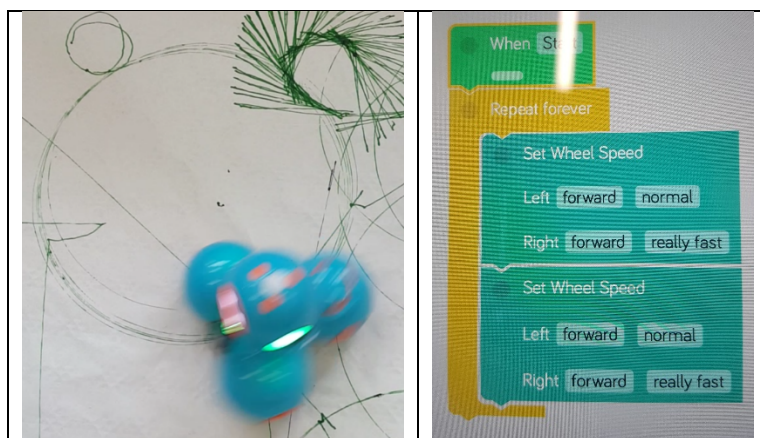 When
Repeat forever
Set Wheel Speed
Left forward normal
Right forward really fast
Set Wheel Speed
Left forward normal
Right forward really fast